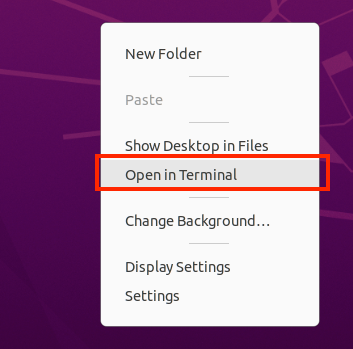 New Folder
Paste
Show Desktop in Files
Open in Terminal
Change Background…
Display Settings
Settings